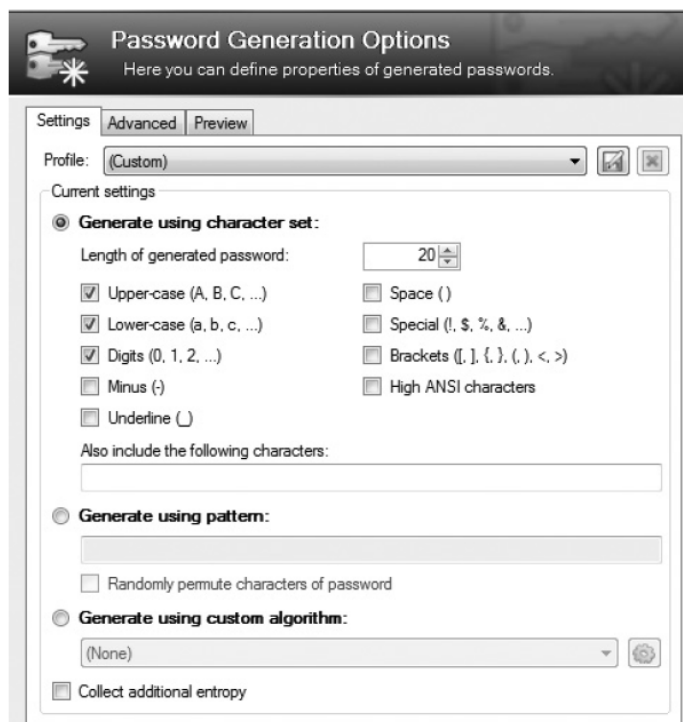 Password Generation Options
Here you can define properties of generated passwords.
Settings Advanced Preview
Profile: (Custom)
Current settings
Generate using character set:
Length of generated password: 20
Upper-case (A, B, C, ...) Space ( )
Lower-case (a, b, c, ...) Special (!, $, %, &, ...)
Digits (0, 1, 2, ...) Brackets ([, ], {, }, (, ), <, >)
Minus (-) High ANSI characters
Underline (_)
Also include the following characters:
Generate using pattern:
Randomly permute characters of password
Generate using custom algorithm:
(None)
Collect additional entropy